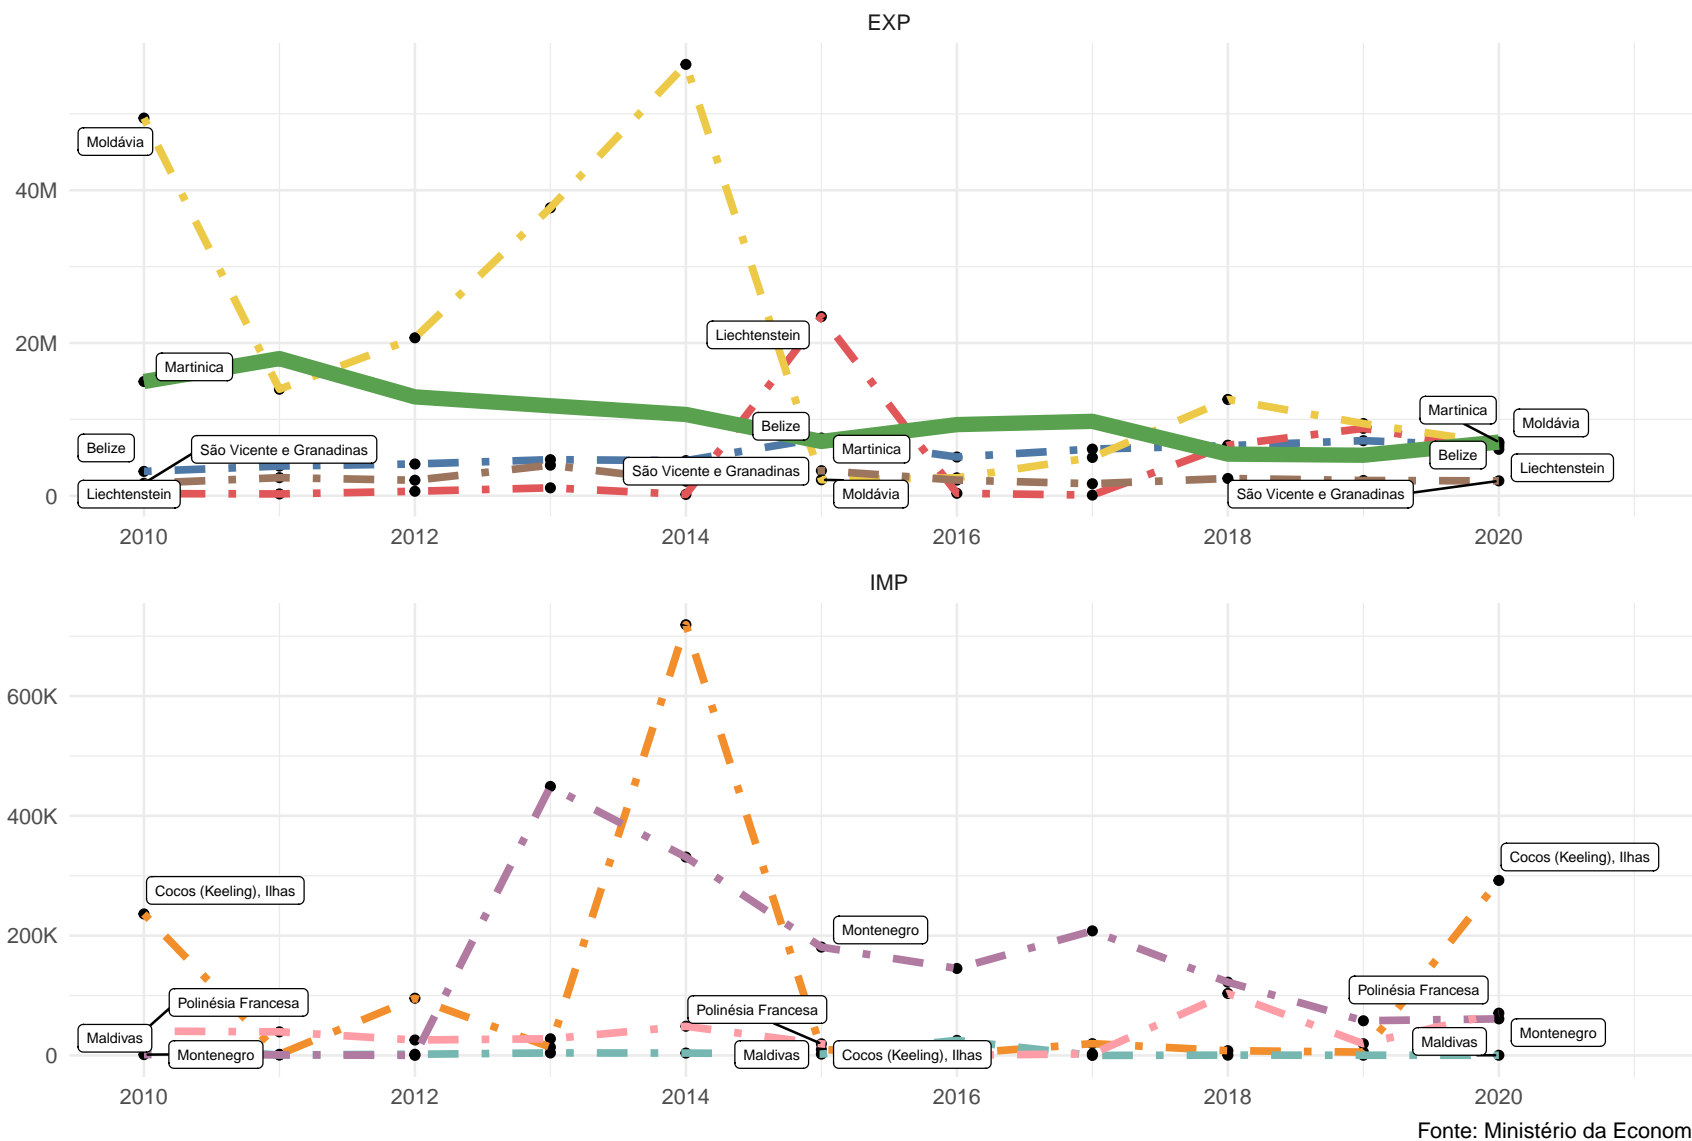 EXP
Moldávia
40M
Liechtenstein
20M
Martinica
Martinica
Moldávia
Belize
Belize
São Vicente e Granadinas
Martinica
Belize
São Vicente e Granadinas
Liechtenstein
Liechtenstein
Moldávia
São Vicente e Granadinas
0
2010 2012 2014 2016 2018 2020
IMP
600K
400K
Cocos (Keeling), Ilhas
Cocos (Keeling), Ilhas
200K
Montenegro
Polinésia Francesa
Polinésia Francesa
Polinésia Francesa
Maldivas
Montenegro
Maldivas
0
Montenegro
Maldivas
Cocos (Keeling), Ilhas
2010 2012 2014 2016 2018 2020
Fonte: Ministério da Econom